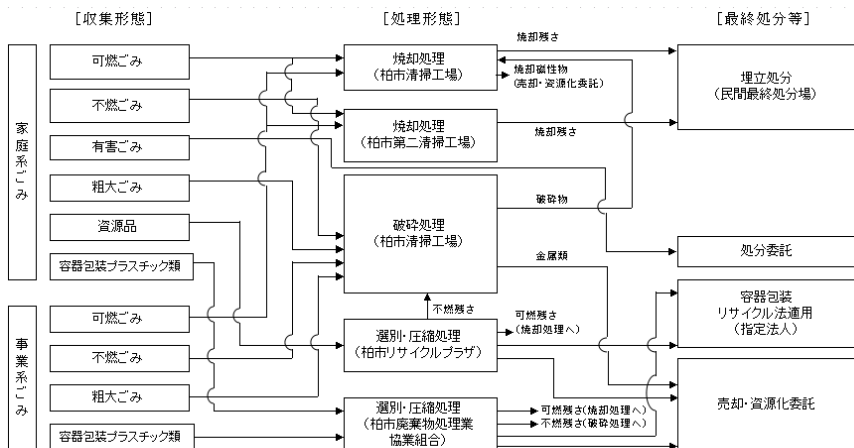 [収集形態]
[処理形態]
[最終処分等]
家庭系ごみ
可燃ごみ
不燃ごみ
有害ごみ
粗大ごみ
資源品
容器包装プラスチック類
事業系ごみ
可燃ごみ
不燃ごみ
粗大ごみ
容器包装プラスチック類
焼却処理
(柏市清掃工場)
焼却残さ
焼却磁性物
(売却・資源化委託)
焼却処理
(柏市第二清掃工場)
焼却残さ
破砕処理
(柏市清掃工場)
破砕物
金属類
不燃残さ
選別・圧縮処理
(柏市リサイクルプラザ)
可燃残さ
(焼却処理へ)
選別・圧縮処理
(柏市廃棄物処理業
協業組合)
可燃残さ(焼却処理へ)
不燃残さ(破砕処理へ)
埋立処分
(民間最終処分場)
処分委託
容器包装
リサイクル法適用
(指定法人)
売却・資源化委託